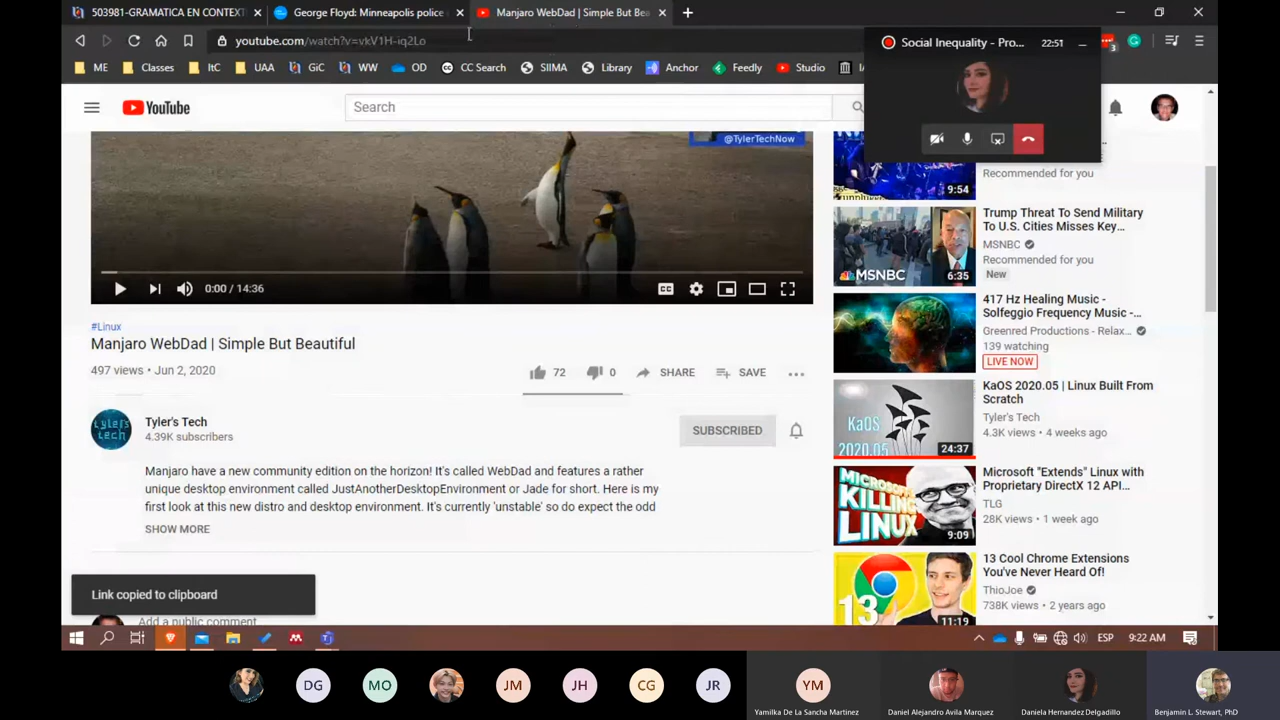 503981-GRAMATICA EN CONTEXT
George Floyd: Minneapolis police
Manjaro WebDad | Simple But Bea
youtube.com/watch?v=vkV1H-iq2Lo
ME
Classes
ItC
UAA
GiC
WW
OD
CC Search
SIIMA
Library
Anchor
Feedly
Studio
Social Inequality - Pro...
22:51
3
YouTube
Search
@TylerTechNow
0:00 / 14:36
#Linux
Manjaro WebDad | Simple But Beautiful
497 views • Jun 2, 2020
72
0
SHARE
SAVE
Tyler's Tech
4.39K subscribers
SUBSCRIBED
Manjaro have a new community edition on the horizon! It's called WebDad and features a rather
unique desktop environment called JustAnotherDesktopEnvironment or Jade for short. Here is my
first look at this new distro and desktop environment. It's currently 'unstable' so do expect the odd
SHOW MORE
Link copied to clipboard
Add a public comment
9:54
Recommended for you
Trump Threat To Send Military
To U.S. Cities Misses Key...
MSNBC
Recommended for you
New
MSNBC
6:35
417 Hz Healing Music -
Solfeggio Frequency Music -...
Greenred Productions - Relax...
139 watching
LIVE NOW
KaOS 2020.05 | Linux Built From
Scratch
Tyler's Tech
4.3K views • 4 weeks ago
KaOS
2020.05
24:37
Microsoft "Extends" Linux with
Proprietary DirectX 12 API...
TLG
28K views • 1 week ago
MICROSOFT
KILLING
LINUX
9:09
13 Cool Chrome Extensions
You've Never Heard Of!
ThioJoe
738K views • 2 years ago
13
11:19
ESP
9:22 AM
DG
MO
JM
JH
CG
JR
YM
Yamilka De La Sancha Martinez
Daniel Alejandro Avila Marquez
Daniela Hernandez Delgadillo
Benjamin L. Stewart, PhD